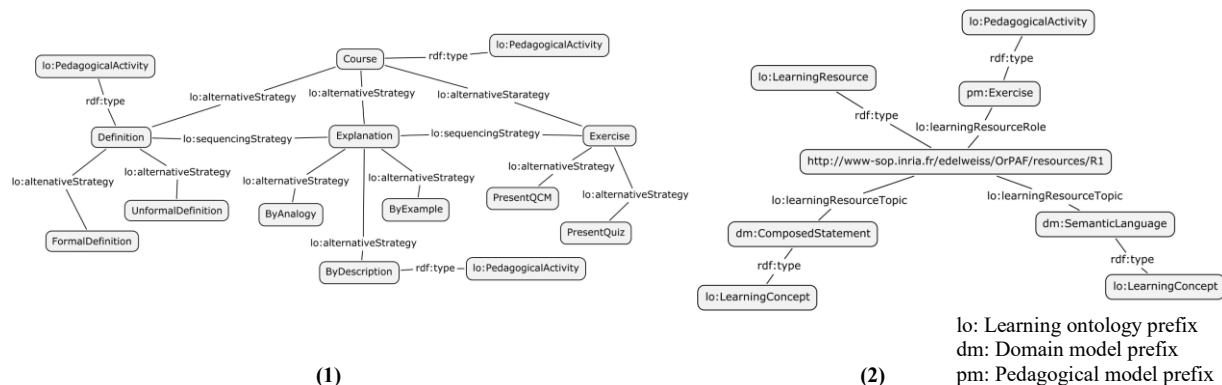 lo:PedagogicalActivity
Course
rdf:type
lo:PedagogicalActivity
rdf:type
lo:alternativeStrategy
lo:alternativeStrategy
lo:alternativeStarategy
Definition
lo:sequencingStrategy
Explanation
lo:sequencingStrategy
Exercise
lo:altenativeStrategy
lo:alternativeStrategy
lo:alternativeStrategy
lo:alternativeStrategy
lo:alternativeStrategy
lo:alternativeStrategy
UnformalDefinition
ByAnalogy
ByExample
PresentQCM
FormalDefinition
lo:alternativeStrategy
PresentQuiz
ByDescription
rdf:type
lo:PedagogicalActivity
(1)
lo:PedagogicalActivity
rdf:type
lo:LearningResource
pm:Exercise
rdf:type
lo:learningResourceRole
http://www-sop.inria.fr/edelweiss/OrPAF/resources/R1
lo:learningResourceTopic
lo:learningResourceTopic
dm:ComposedStatement
dm:SemanticLanguage
rdf:type
rdf:type
lo:LearningConcept
lo:LearningConcept
(2)
lo: Learning ontology prefix
dm: Domain model prefix
pm: Pedagogical model prefix